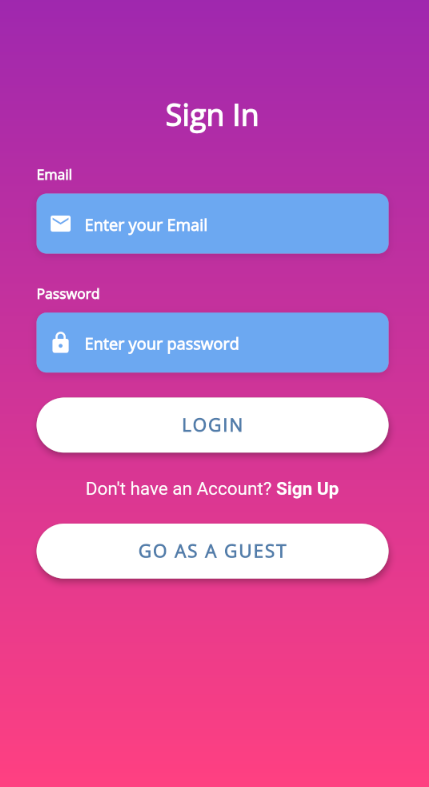 Sign In
Email
Enter your Email
Password
Enter your password
LOGIN
Don't have an Account? Sign Up
GO AS A GUEST